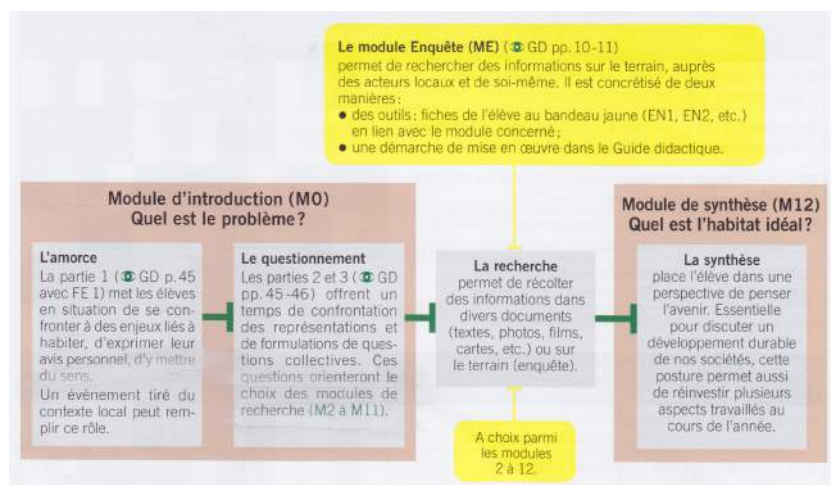 Le module Enquête (ME) (GD pp. 10-11)
permet de rechercher des informations sur le terrain, auprès
des acteurs locaux et de soi-même. Il est concrétisé de deux
manières :
● des outils : fiches de l'élève au bandeau jaune (EN1, EN2, etc.)
en lien avec le module concerné ;
● une démarche de mise en œuvre dans le Guide didactique.
Module d'introduction (M0)
Quel est le problème ?
L'amorce
La partie 1 (GD p. 45
avec FE 1) met les élèves
en situation de se con-
fronter à des enjeux liés à
habiter, d'exprimer leur
avis personnel, d'y mettre
du sens.
Un événement tiré du
contexte local peut rem-
plir ce rôle.
Le questionnement
Les parties 2 et 3 (GD
pp. 45-46) offrent un
temps de confrontation
des représentations et
de formulations de ques-
tions collectives. Ces
questions orienteront le
choix des modules de
recherche (M2 à M11).
La recherche
permet de récolter
des informations dans
divers documents
(textes, photos, films,
cartes, etc.) ou sur
le terrain (enquête).
A choix parmi
les modules
2 à 12.
Module de synthèse (M12)
Quel est l'habitat idéal ?
La synthèse
place l'élève dans une
perspective de penser
l'avenir. Essentielle
pour discuter un
développement durable
de nos sociétés, cette
posture permet aussi
de réinvestir plusieurs
aspects travaillés au
cours de l'année.